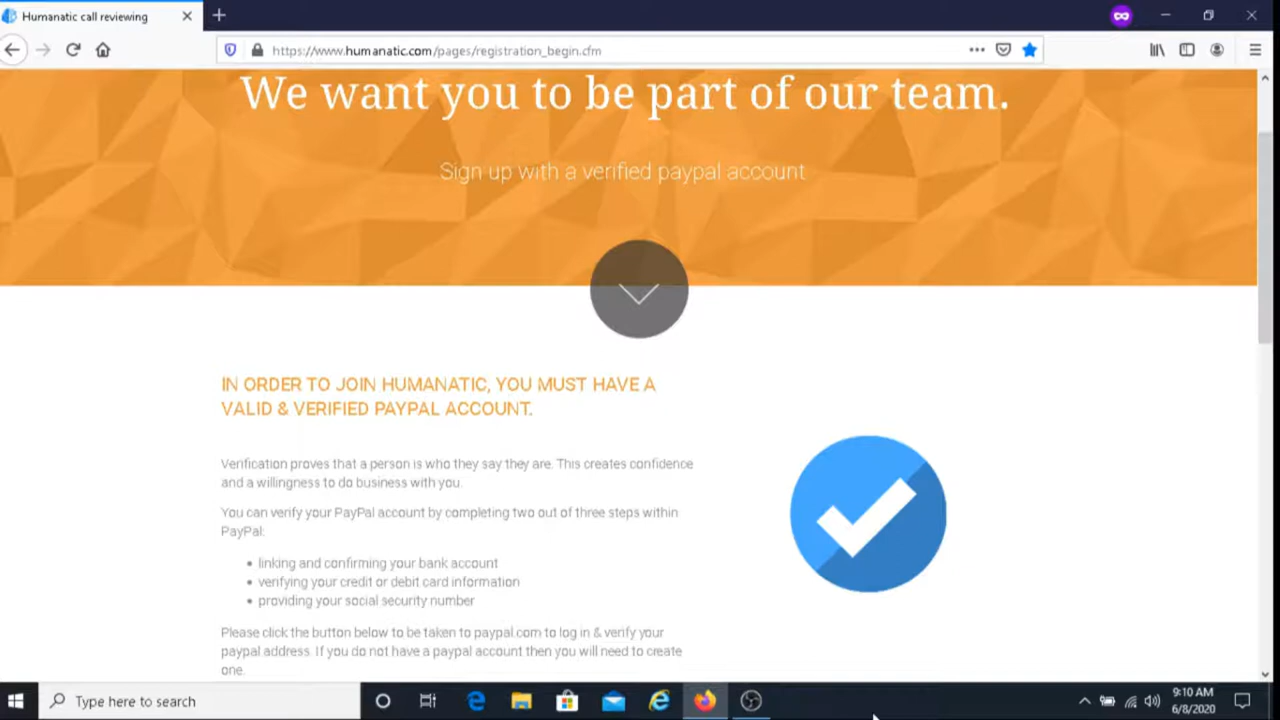 Humanatic call reviewing
https://www.humanatic.com/pages/registration_begin.cfm
We want you to be part of our team.
Sign up with a verified paypal account
IN ORDER TO JOIN HUMANATIC, YOU MUST HAVE A
VALID & VERIFIED PAYPAL ACCOUNT.
Verification proves that a person is who they say they are. This creates confidence
and a willingness to do business with you.
You can verify your PayPal account by completing two out of three steps within
PayPal:
• linking and confirming your bank account
• verifying your credit or debit card information
• providing your social security number
Please click the button below to be taken to paypal.com to log in & verify your
paypal address. If you do not have a paypal account then you will need to create
one.
Type here to search
9:10 AM
6/8/2020